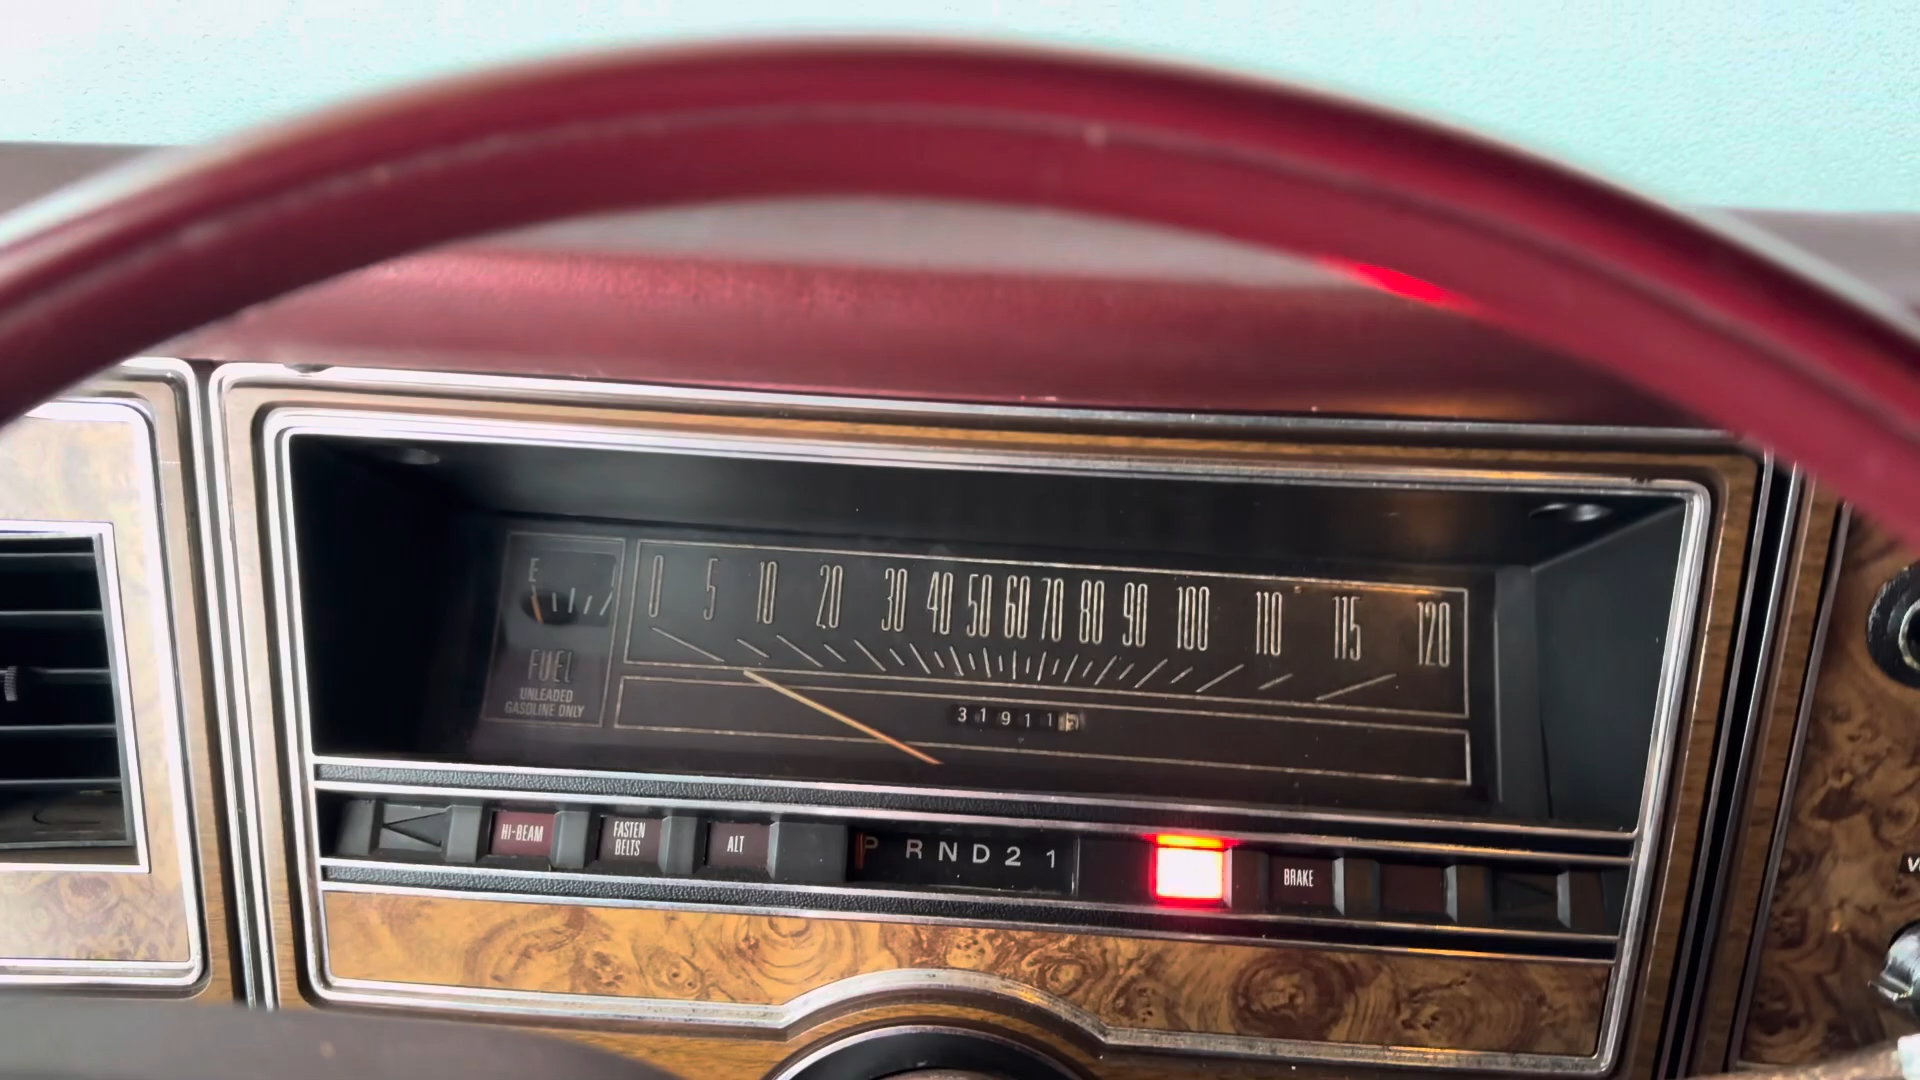 E
FUEL
UNLEADED
GASOLINE ONLY
0 5 10 20 30 40 50 60 70 80 90 100 110 115 120
31911
HI-BEAM
FASTEN
BELTS
ALT
P R N D 2 1
BRAKE